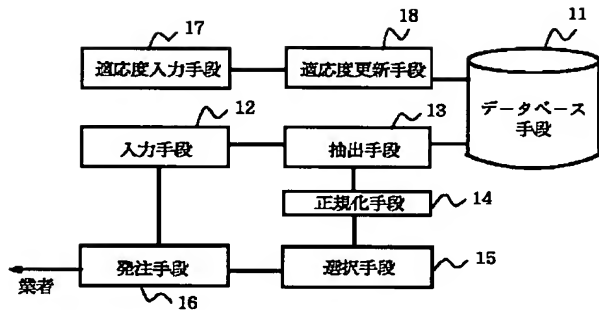 17
18
11
適応度入力手段
適応度更新手段
データベース
手段
12
13
入力手段
抽出手段
正規化手段
14
発注手段
選択手段
15
業者
16